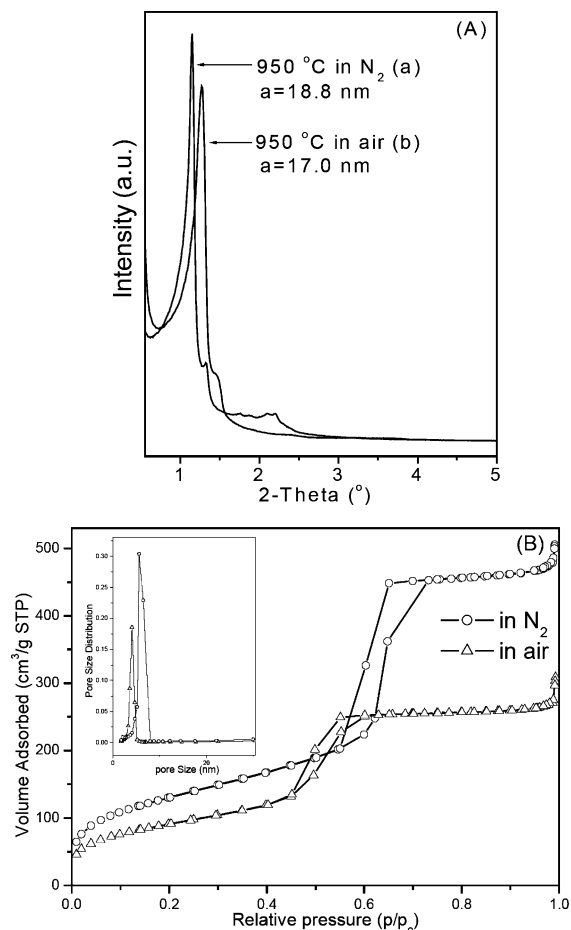 (A)
950 °C in N₂ (a)
a=18.8 nm
950 °C in air (b)
a=17.0 nm
Intensity (a.u.)
1 2 3 4 5
2-Theta (°)
(B)
500
400
300
200
100
0
Volume Adsorbed (cm³/g STP)
0.30
0.25
0.20
0.15
0.10
0.05
0.00
Pore Size Distribution
0 20
pore Size (nm)
in N₂
in air
0.0 0.2 0.4 0.6 0.8 1.0
Relative pressure (p/p₀)